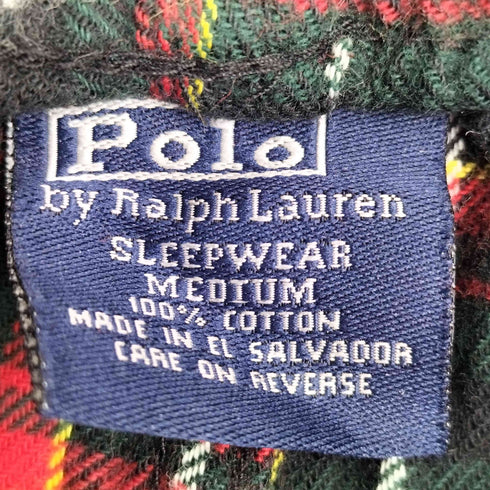 Polo
by Ralph Lauren
SLEEPWEAR
MEDIUM
100% COTTON
MADE IN EL SALVADOR
CARE ON REVERSE